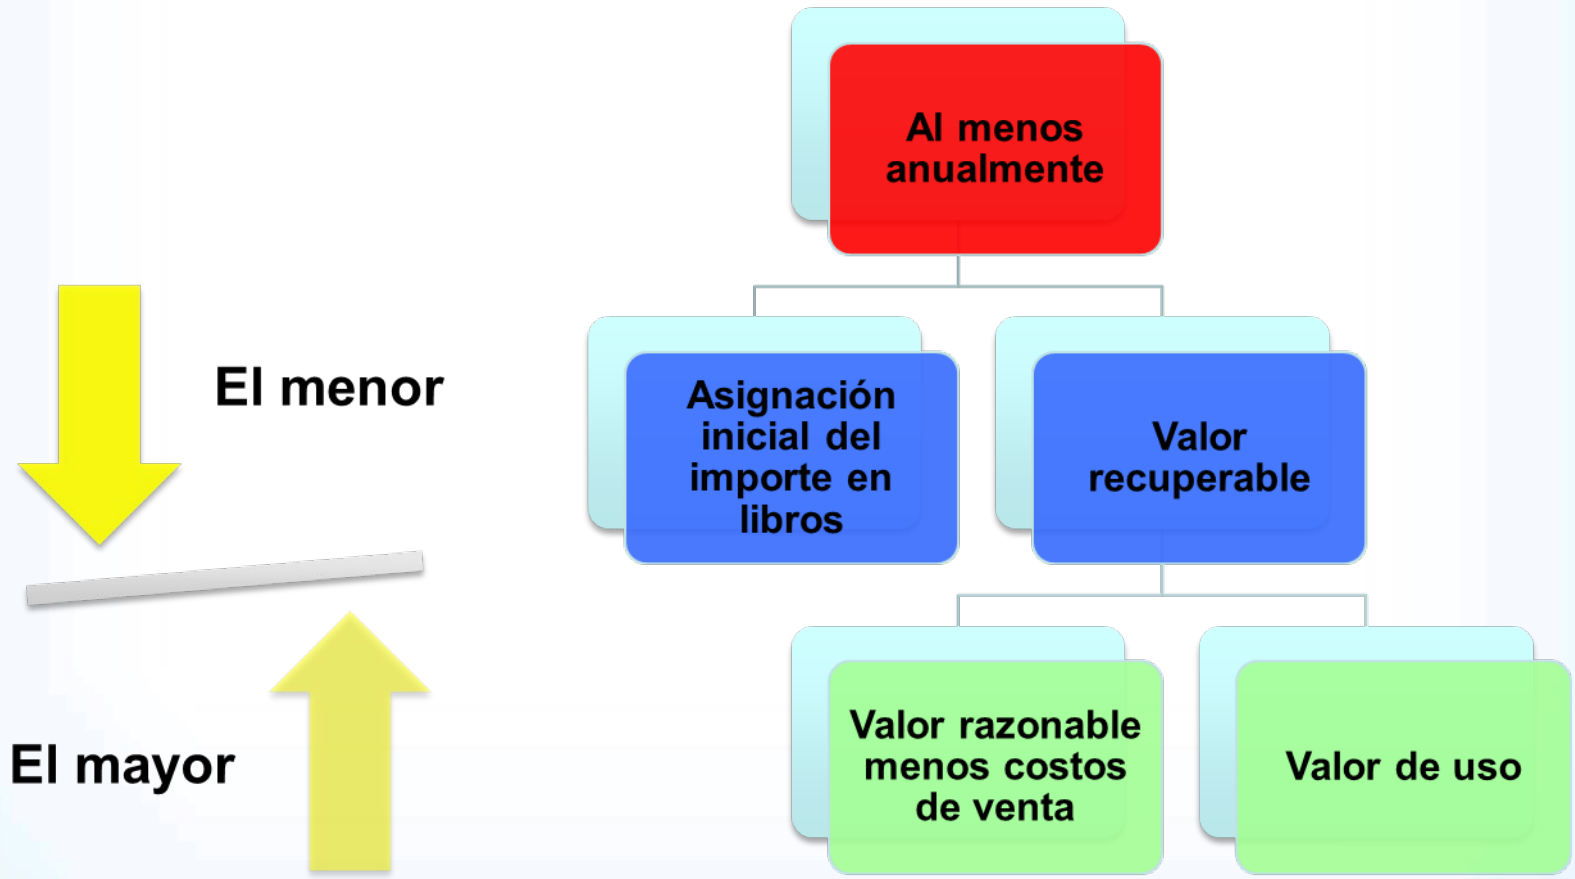 Al menos
anualmente
El menor
Asignación
inicial del
importe en
libros
Valor
recuperable
El mayor
Valor razonable
menos costos
de venta
Valor de uso